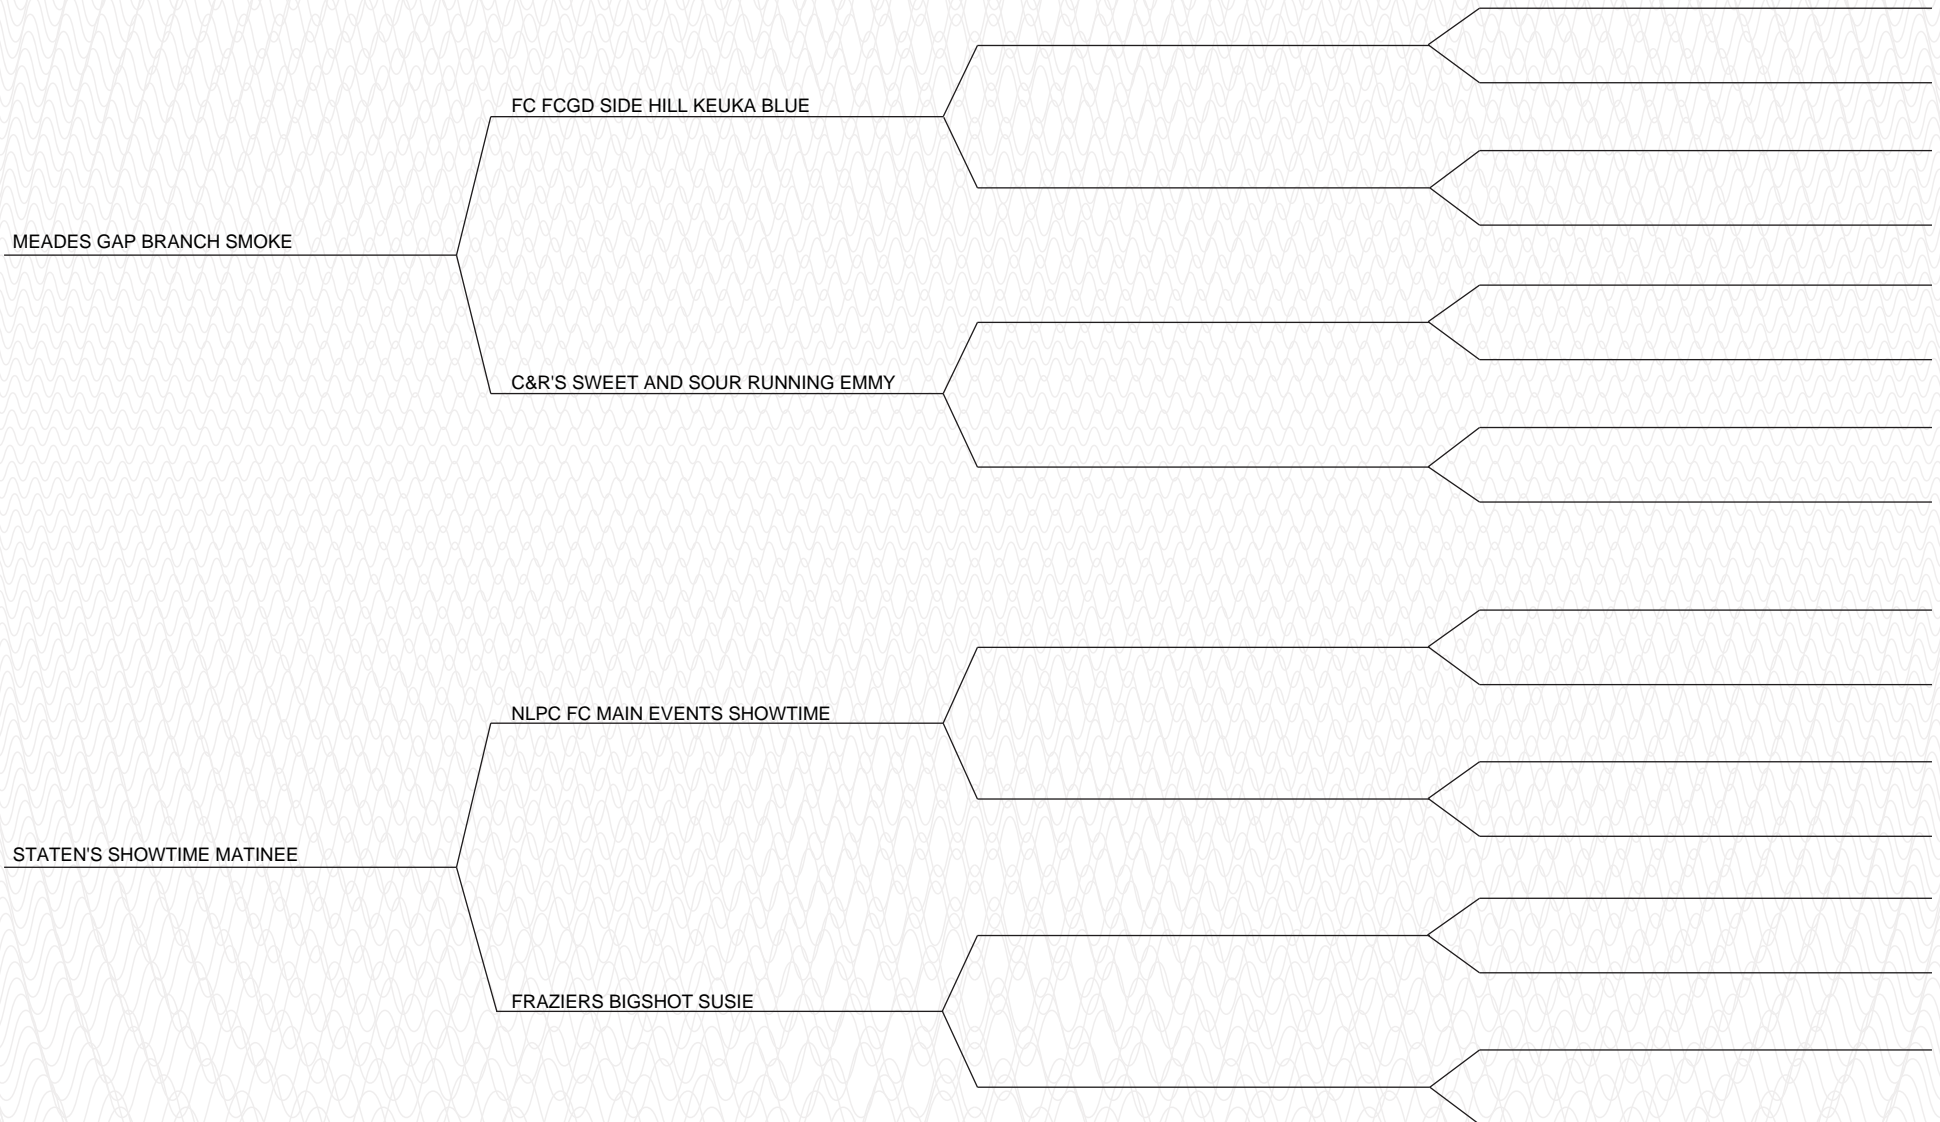 FC FCGD SIDE HILL KEUKA BLUE
MEADES GAP BRANCH SMOKE
C&R'S SWEET AND SOUR RUNNING EMMY
NLPC FC MAIN EVENTS SHOWTIME
STATEN'S SHOWTIME MATINEE
FRAZIERS BIGSHOT SUSIE